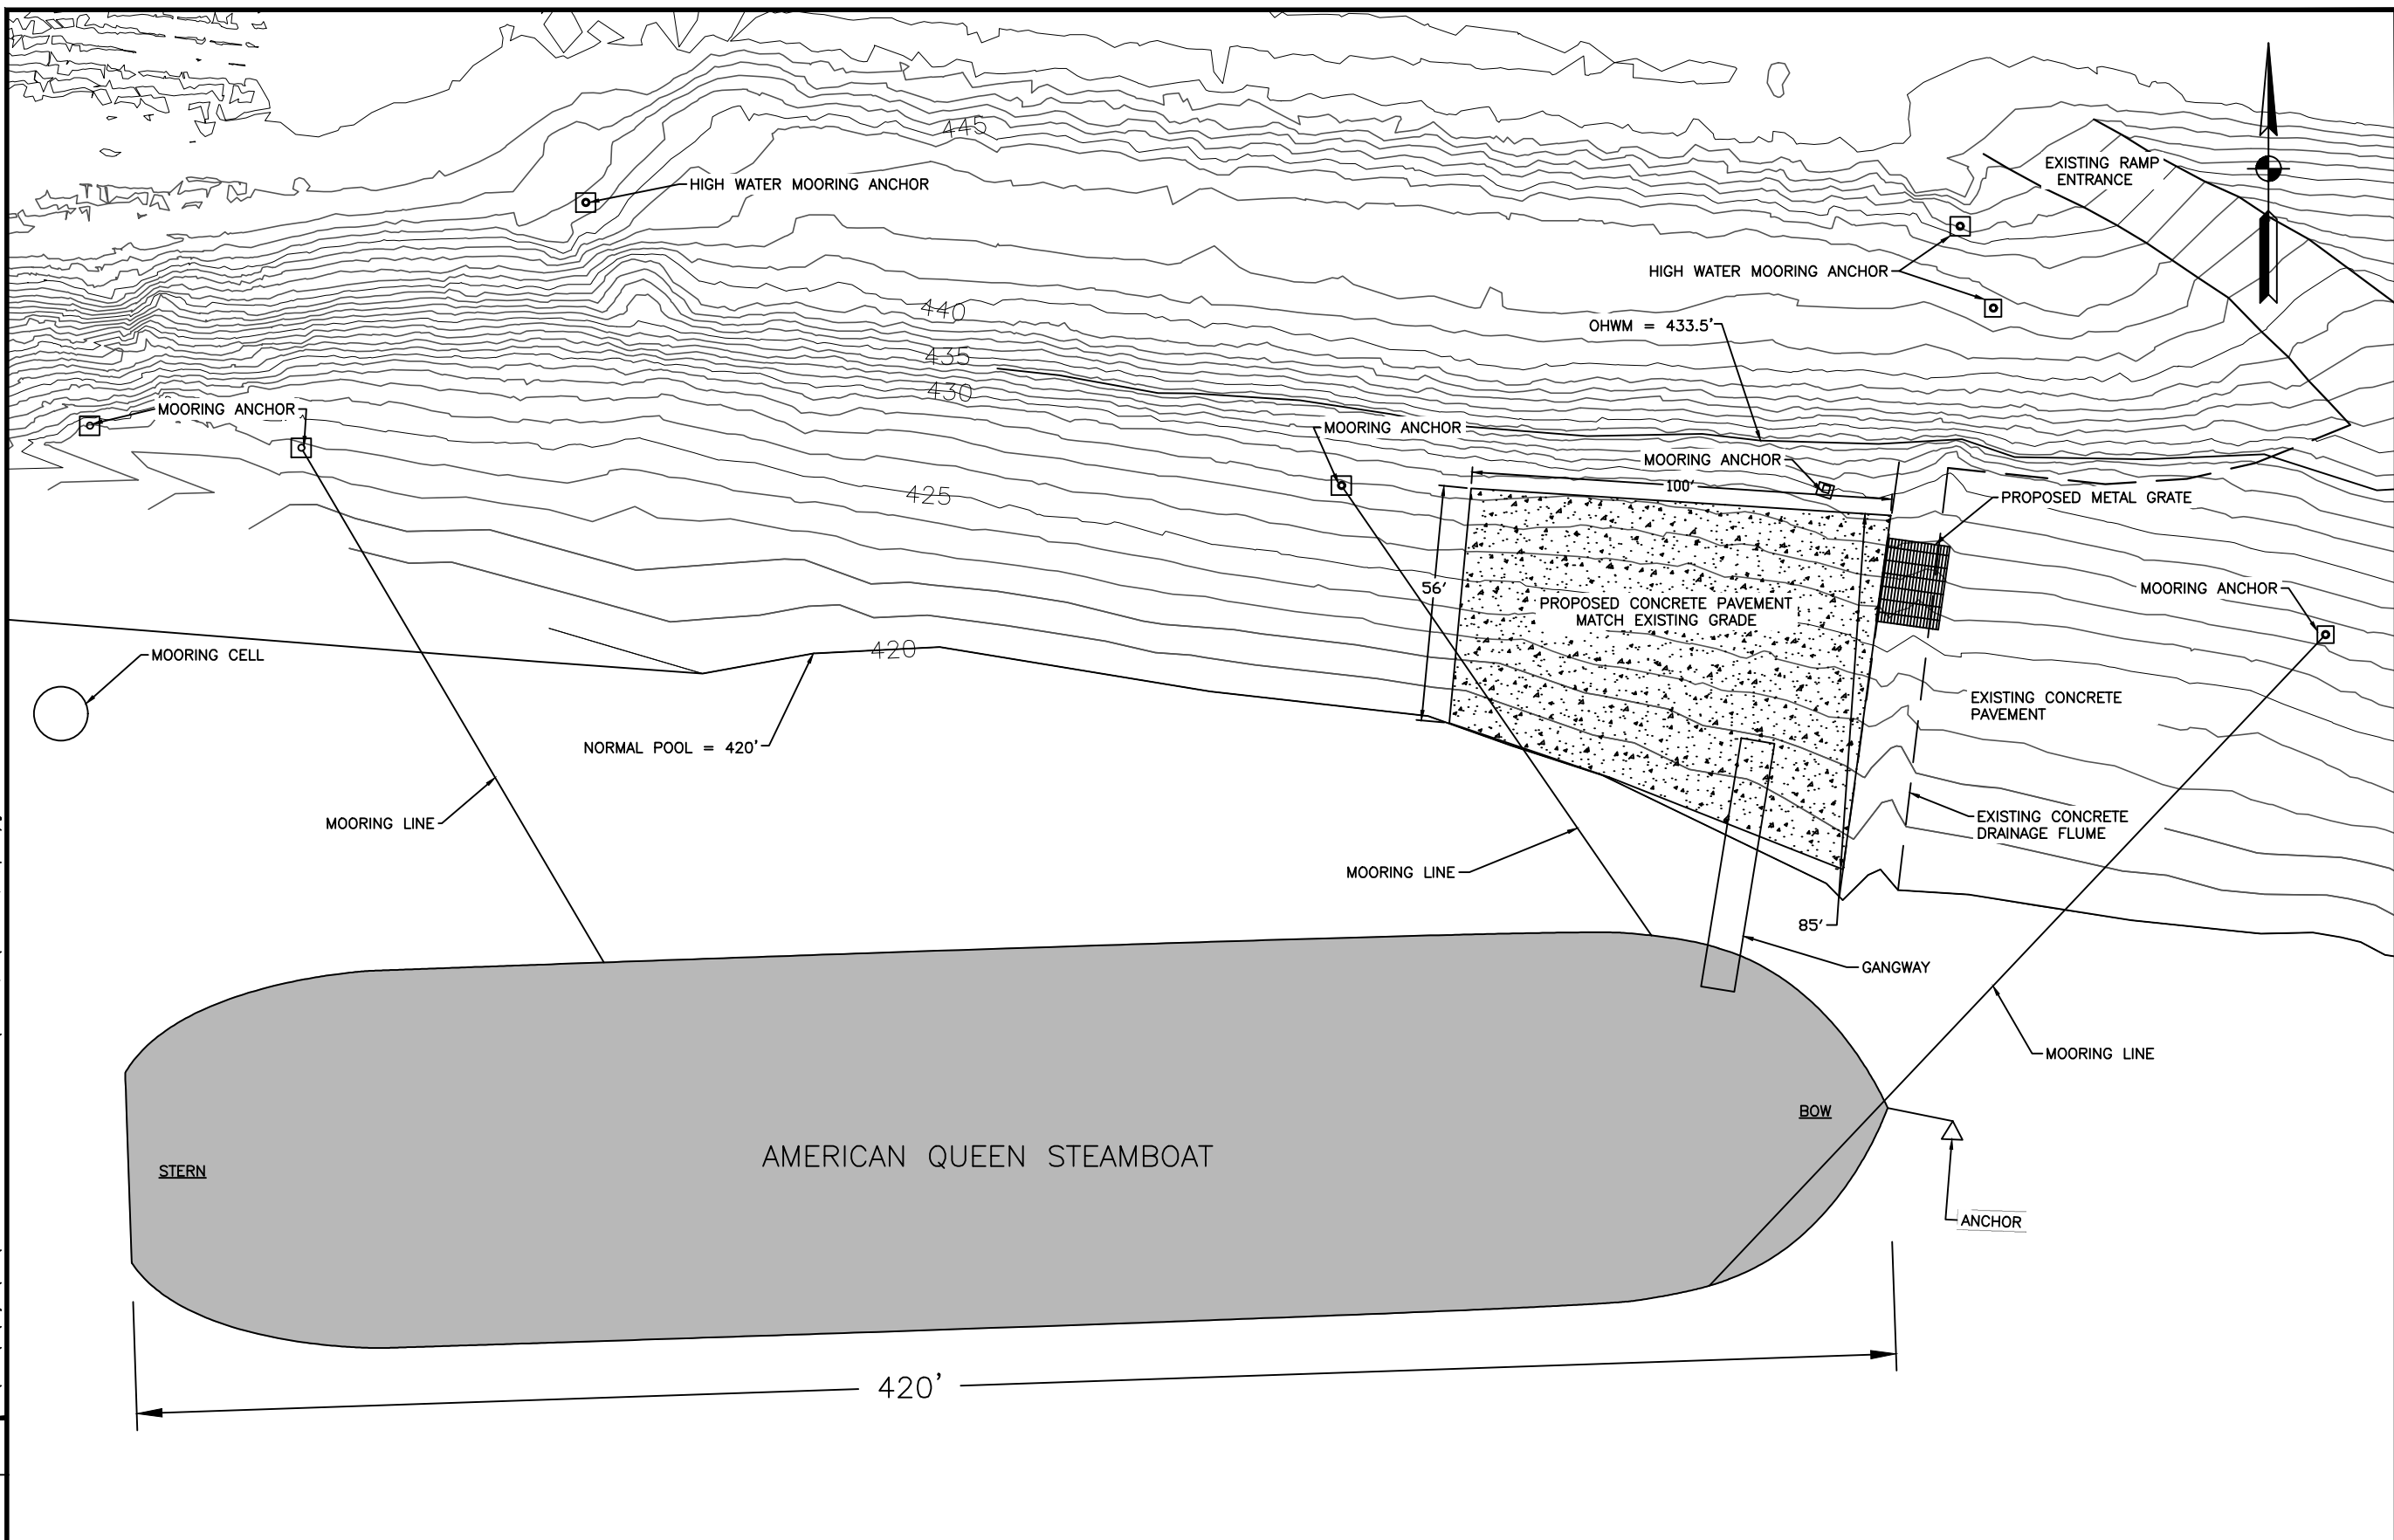 445
HIGH WATER MOORING ANCHOR
EXISTING RAMP
ENTRANCE
HIGH WATER MOORING ANCHOR
440
OHWM = 433.5'
435
430
MOORING ANCHOR
MOORING ANCHOR
MOORING ANCHOR
425
100'
PROPOSED METAL GRATE
56'
MOORING ANCHOR
PROPOSED CONCRETE PAVEMENT
MATCH EXISTING GRADE
420
MOORING CELL
EXISTING CONCRETE
PAVEMENT
NORMAL POOL = 420'
MOORING LINE
EXISTING CONCRETE
DRAINAGE FLUME
MOORING LINE
85'
GANGWAY
MOORING LINE
BOW
AMERICAN QUEEN STEAMBOAT
STERN
ANCHOR
420'